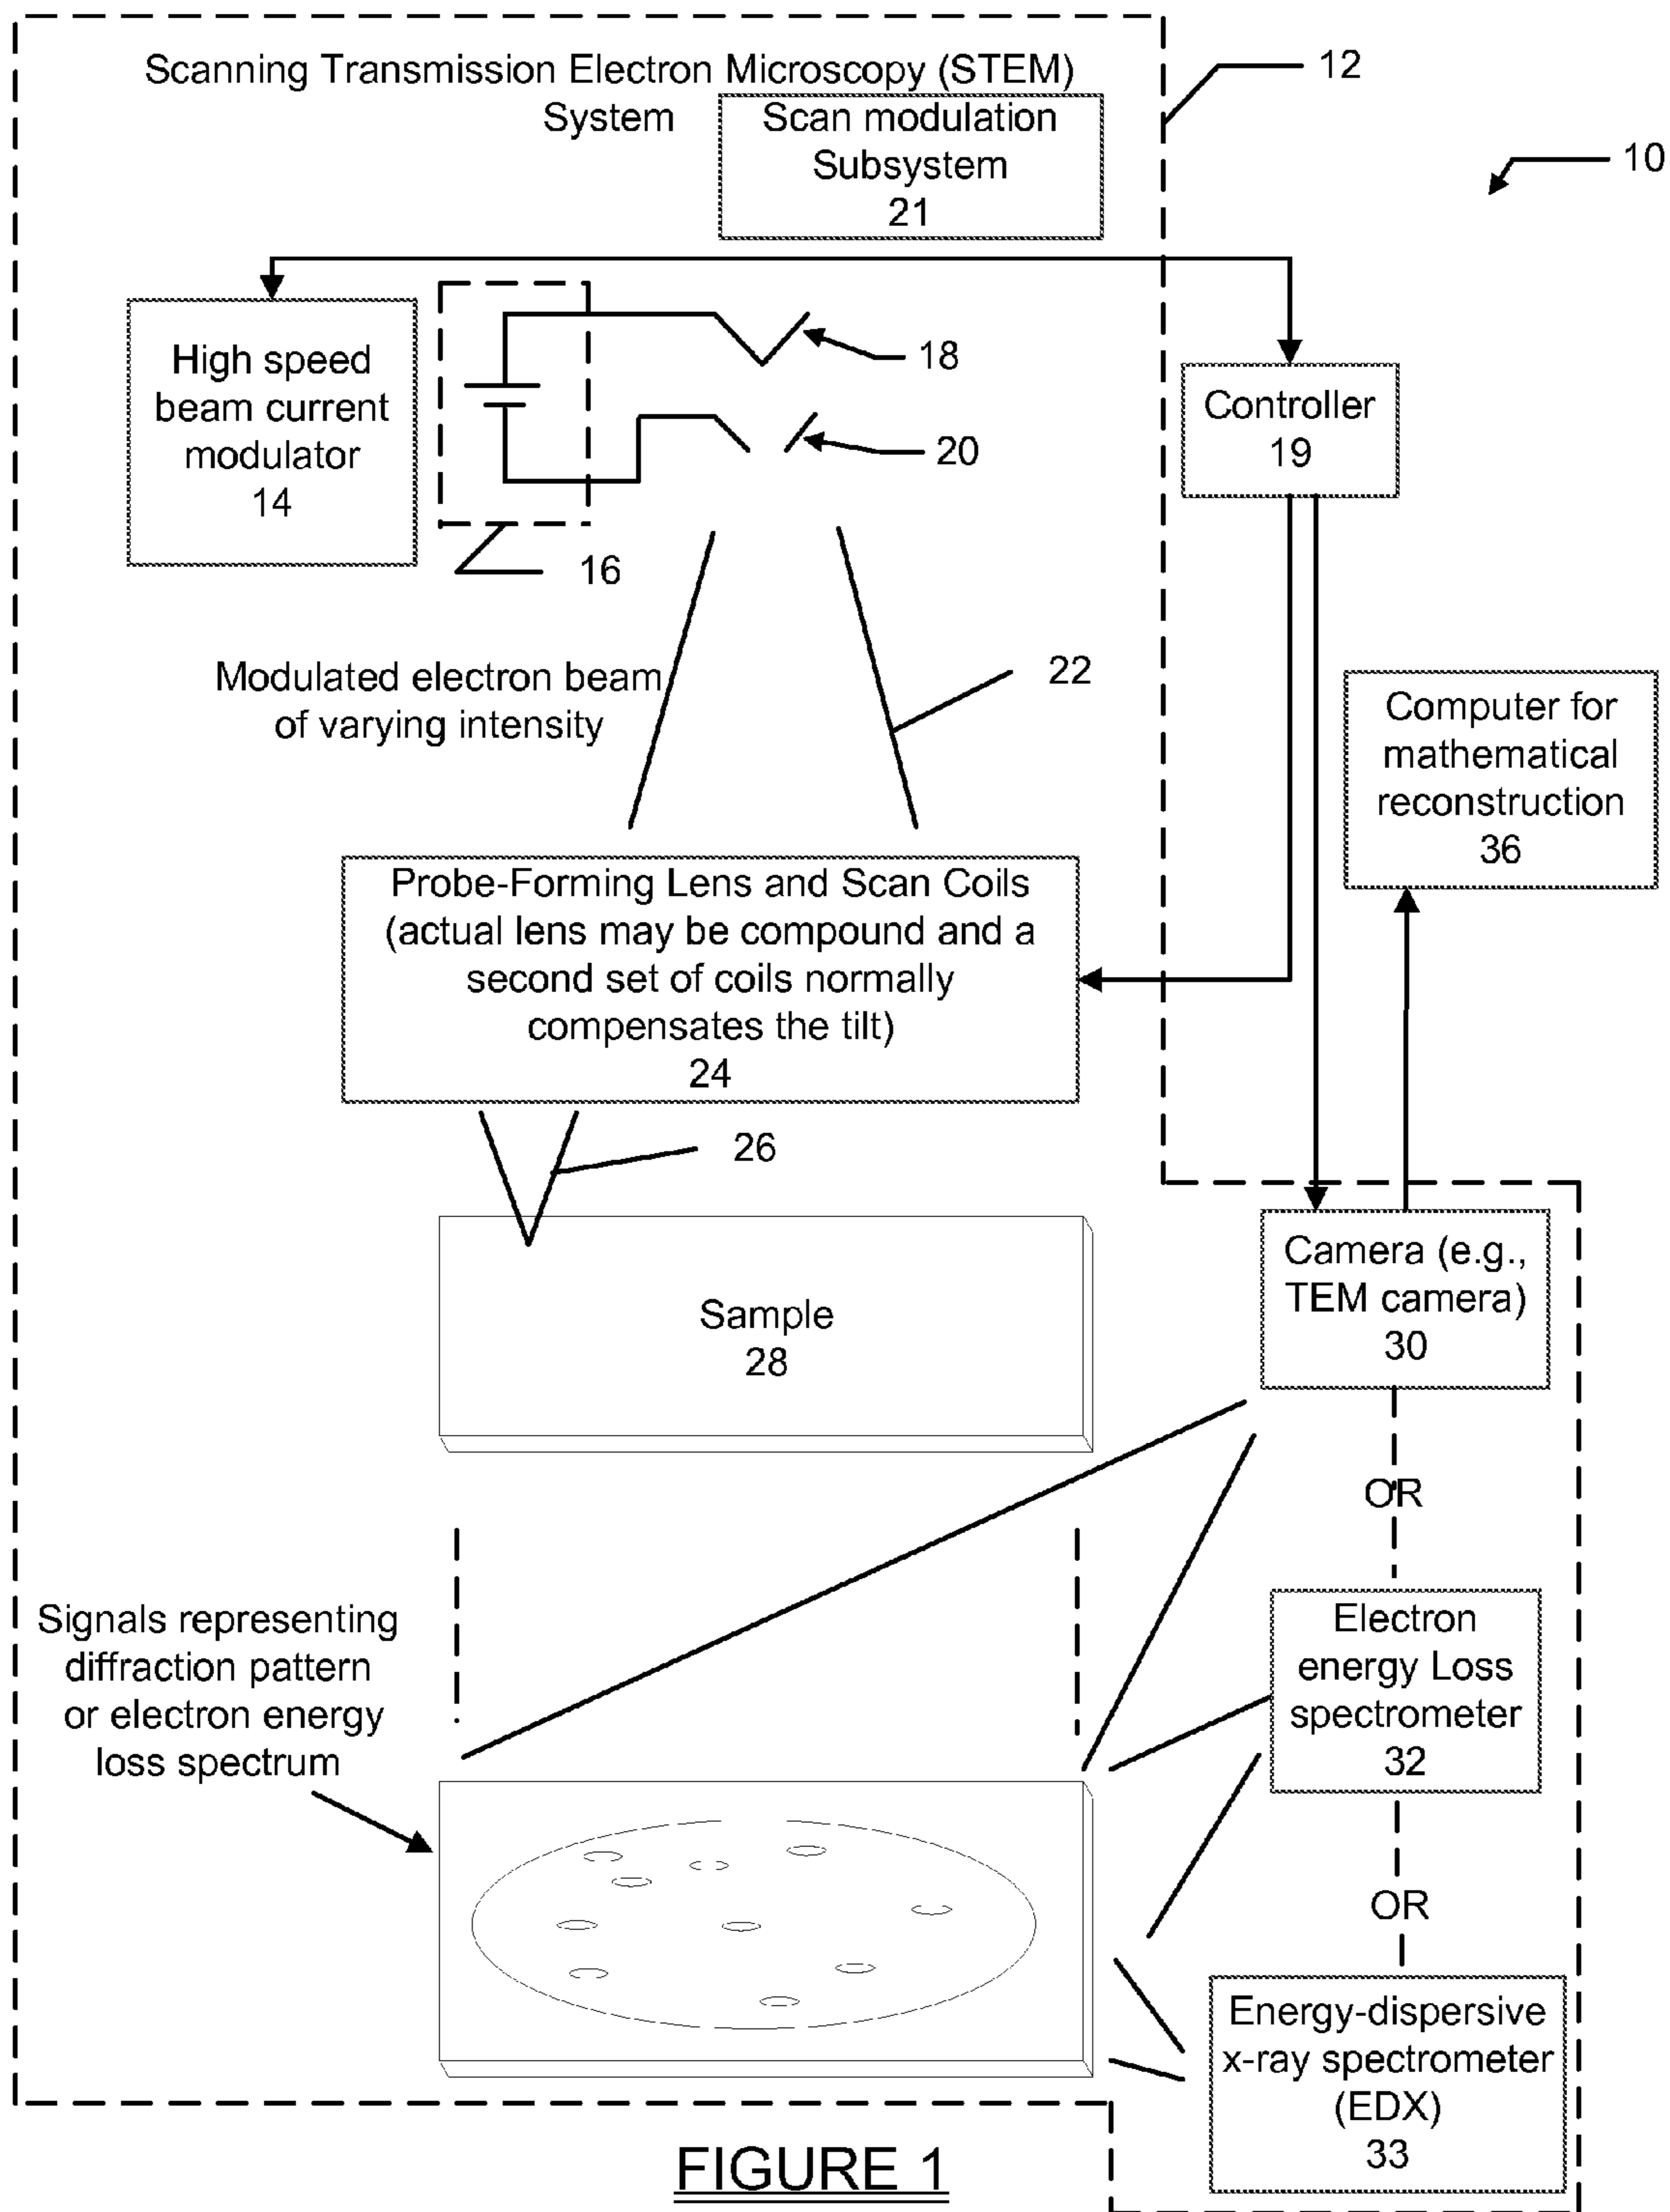 Scanning Transmission Electron Microscopy (STEM)
System
Scan modulation
Subsystem
21
12
10
High speed
beam current
modulator
14
16
18
20
Controller
19
Modulated electron beam
of varying intensity
22
Computer for
mathematical
reconstruction
36
Probe-Forming Lens and Scan Coils
(actual lens may be compound and a
second set of coils normally
compensates the tilt)
24
26
Sample
28
Camera (e.g.,
TEM camera)
30
OR
Signals representing
diffraction pattern
or electron energy
loss spectrum
Electron
energy Loss
spectrometer
32
OR
Energy-dispersive
x-ray spectrometer
(EDX)
33
FIGURE 1